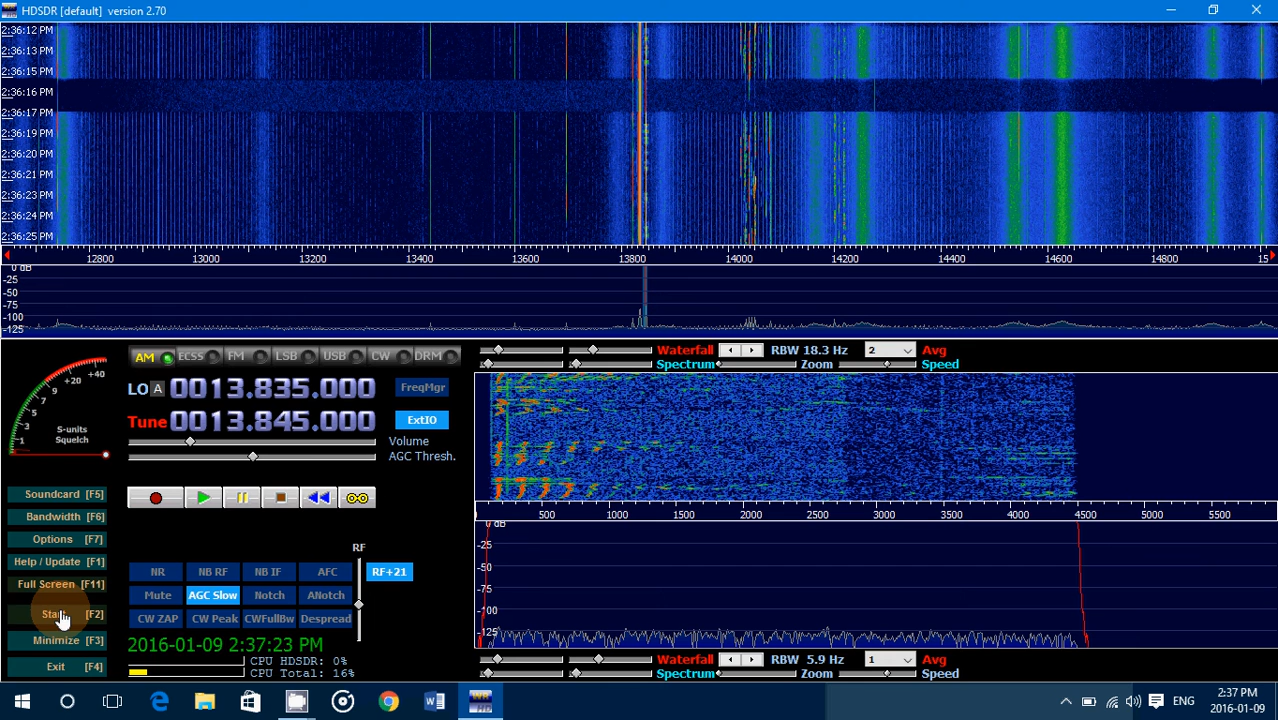 HDSDR [default] version 2.70
2:36:12 PM
2:36:13 PM
2:36:15 PM
2:36:16 PM
2:36:17 PM
2:36:19 PM
2:36:20 PM
2:36:21 PM
2:36:23 PM
2:36:24 PM
2:36:25 PM
12800 13000 13200 13400 13600 13800 14000 14200 14400 14600 14800 15
0 dB
-25
-50
-75
-100
-125
AM ECSS FM LSB USB CW DRM
LO A 0013.835.000 FreqMgr
Tune 0013.845.000 ExtIO
Volume
AGC Thresh.
1 3 5 7 9 +20 +40
S-units
Squelch
Waterfall RBW 18.3 Hz 2 Avg
Spectrum Zoom Speed
Soundcard [F5]
Bandwidth [F6]
Options [F7]
Help / Update [F1]
Full Screen [F11]
Start [F2]
Minimize [F3]
Exit [F4]
RF
NR NB RF NB IF AFC RF+21
Mute AGC Slow Notch ANotch
CW ZAP CW Peak CWFullBw Despread
2016-01-09 2:37:23 PM
CPU HDSDR: 0%
CPU Total: 16%
500 1000 1500 2000 2500 3000 3500 4000 4500 5000 5500
0 dB
-25
-50
-75
-100
-125
Waterfall RBW 5.9 Hz 1 Avg
Spectrum Zoom Speed
ENG
2:37 PM
2016-01-09